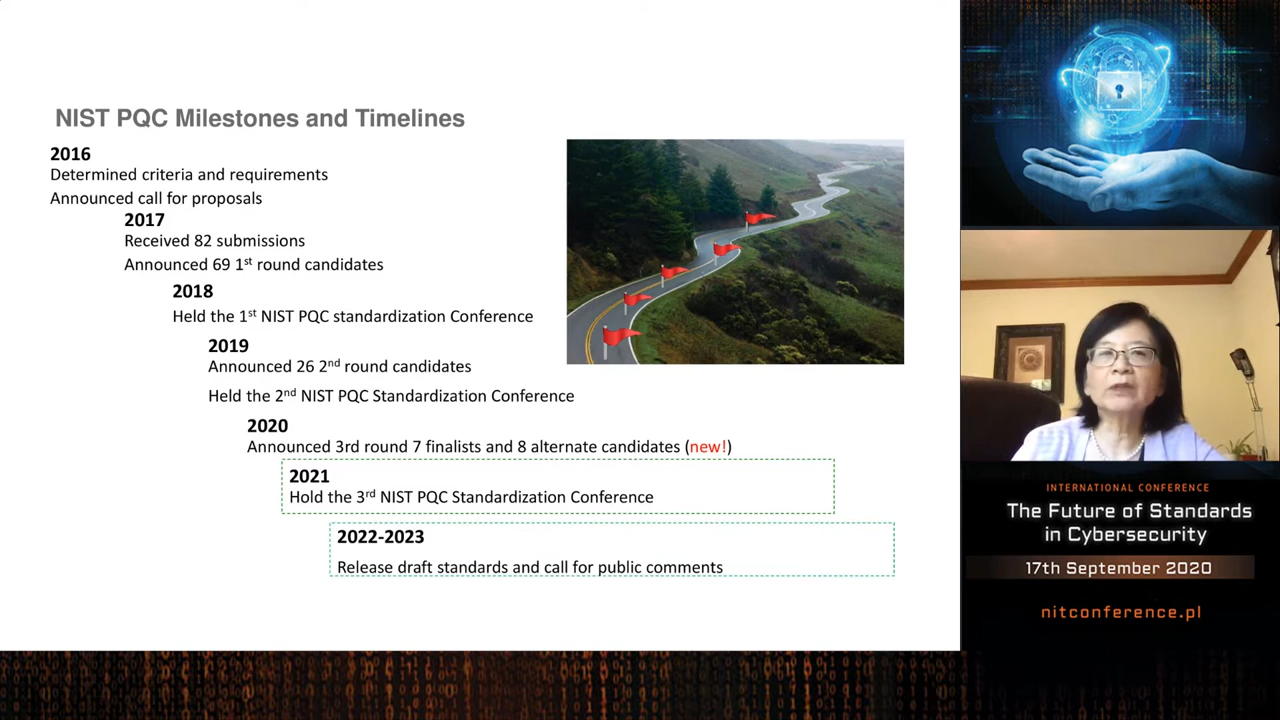 NIST PQC Milestones and Timelines
2016
Determined criteria and requirements
Announced call for proposals
2017
Received 82 submissions
Announced 69 1st round candidates
2018
Held the 1st NIST PQC standardization Conference
2019
Announced 26 2nd round candidates
Held the 2nd NIST PQC Standardization Conference
2020
Announced 3rd round 7 finalists and 8 alternate candidates (new!)
2021
Hold the 3rd NIST PQC Standardization Conference
2022-2023
Release draft standards and call for public comments
INTERNATIONAL CONFERENCE
The Future of Standards
in Cybersecurity
17th September 2020
nitconference.pl